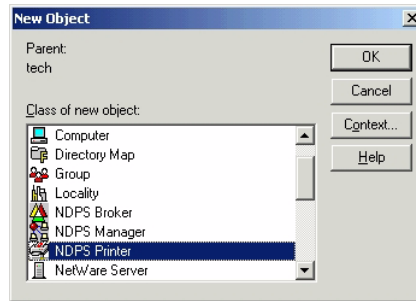 New Object
Parent:
tech
Class of new object:
Computer
Directory Map
Group
Locality
NDPS Broker
NDPS Manager
NDPS Printer
NetWare Server
OK
Cancel
Context...
Help